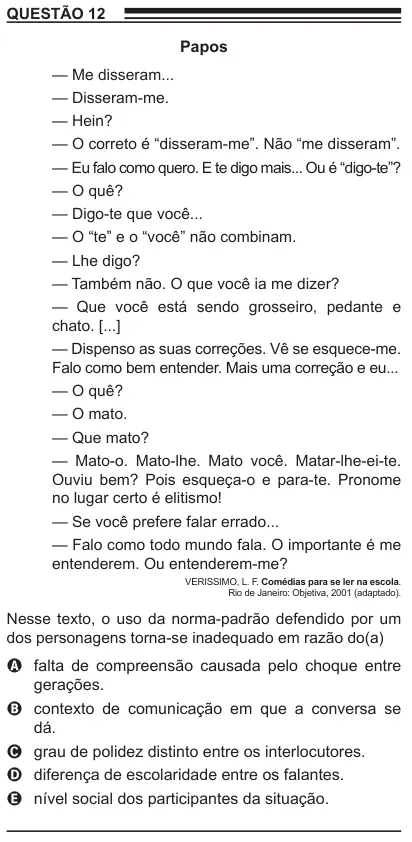 QUESTÃO 12
Papos
— Me disseram...
— Disseram-me.
— Hein?
— O correto é “disseram-me”. Não “me disseram”.
— Eu falo como quero. E te digo mais... Ou é “digo-te”?
— O quê?
— Digo-te que você...
— O “te” e o “você” não combinam.
— Lhe digo?
— Também não. O que você ia me dizer?
— Que você está sendo grosseiro, pedante e
chato. [...]
— Dispenso as suas correções. Vê se esquece-me.
Falo como bem entender. Mais uma correção e eu...
— O quê?
— O mato.
— Que mato?
— Mato-o. Mato-lhe. Mato você. Matar-lhe-ei-te.
Ouviu bem? Pois esqueça-o e para-te. Pronome
no lugar certo é elitismo!
— Se você prefere falar errado...
— Falo como todo mundo fala. O importante é me
entenderem. Ou entenderem-me?
VERISSIMO, L. F. Comédias para se ler na escola.
Rio de Janeiro: Objetiva, 2001 (adaptado).
Nesse texto, o uso da norma-padrão defendido por um
dos personagens torna-se inadequado em razão do(a)
A falta de compreensão causada pelo choque entre
gerações.
B contexto de comunicação em que a conversa se
dá.
C grau de polidez distinto entre os interlocutores.
D diferença de escolaridade entre os falantes.
E nível social dos participantes da situação.